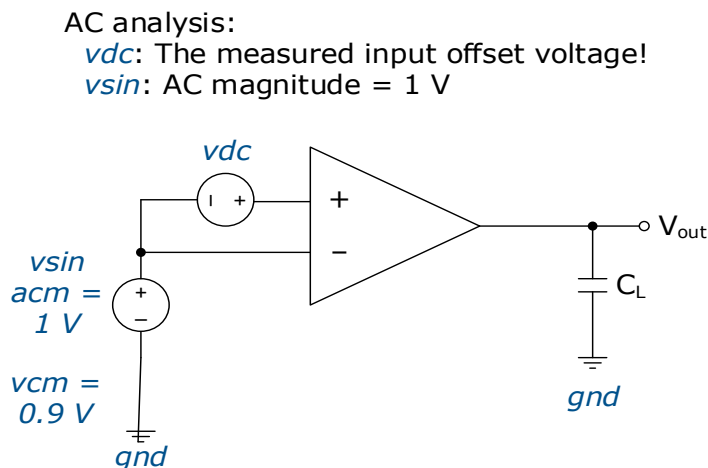 AC analysis:
vdc: The measured input offset voltage!
vsin: AC magnitude = 1 V
vdc
+
+
−
Vout
vsin
acm =
1 V
+
−
CL
vcm =
0.9 V
gnd
gnd